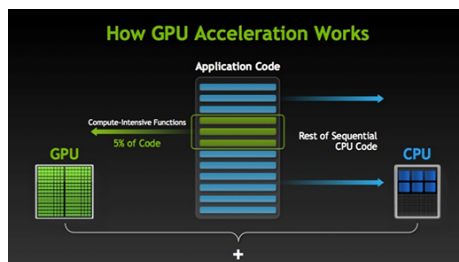 How GPU Acceleration Works
Application Code
Compute-Intensive Functions
5% of Code
Rest of Sequential
CPU Code
GPU
CPU
+